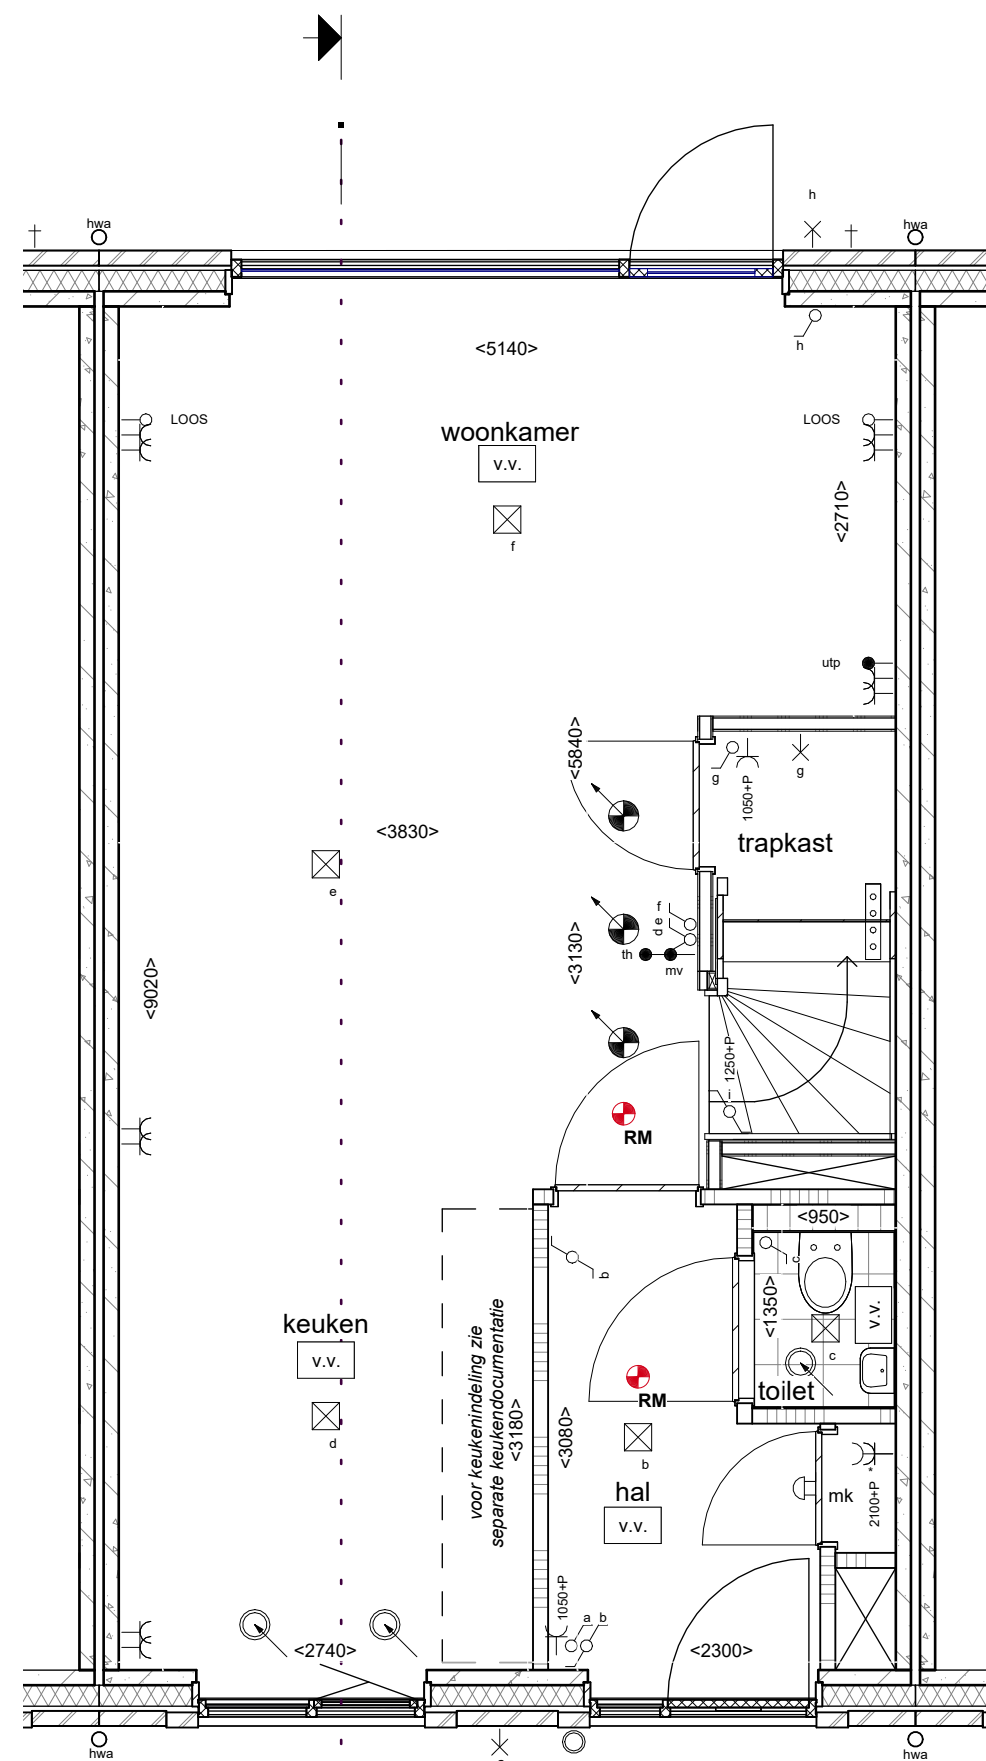 h
hwa
hwa
h
<5140>
LOOS
LOOS
woonkamer
v.v.
<2710>
f
utp
<5840>
g
1050+P
g
<3830>
trapkast
e
f
d e
<3130>
th
mv
<9020>
1250+P
i
RM
<950>
b
c
<1350>
v.v.
keuken
v.v.
voor keukenindeling zie
separate keukendocumentatie
<3180>
c
toilet
RM
d
<3080>
b
hal
v.v.
mk
2100+P *
1050+P
a b
<2740>
<2300>
hwa
hwa